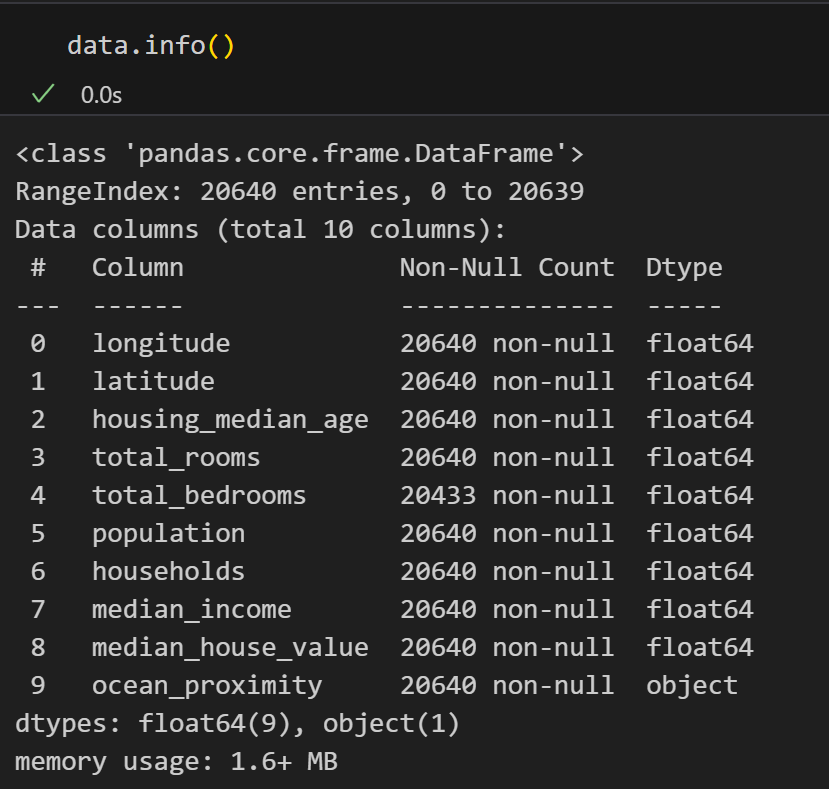 data.info()
0.0s
<class 'pandas.core.frame.DataFrame'>
RangeIndex: 20640 entries, 0 to 20639
Data columns (total 10 columns):
 #   Column              Non-Null Count  Dtype
---  ------              --------------  -----
 0   longitude           20640 non-null  float64
 1   latitude            20640 non-null  float64
 2   housing_median_age  20640 non-null  float64
 3   total_rooms         20640 non-null  float64
 4   total_bedrooms      20433 non-null  float64
 5   population          20640 non-null  float64
 6   households          20640 non-null  float64
 7   median_income       20640 non-null  float64
 8   median_house_value  20640 non-null  float64
 9   ocean_proximity     20640 non-null  object
dtypes: float64(9), object(1)
memory usage: 1.6+ MB